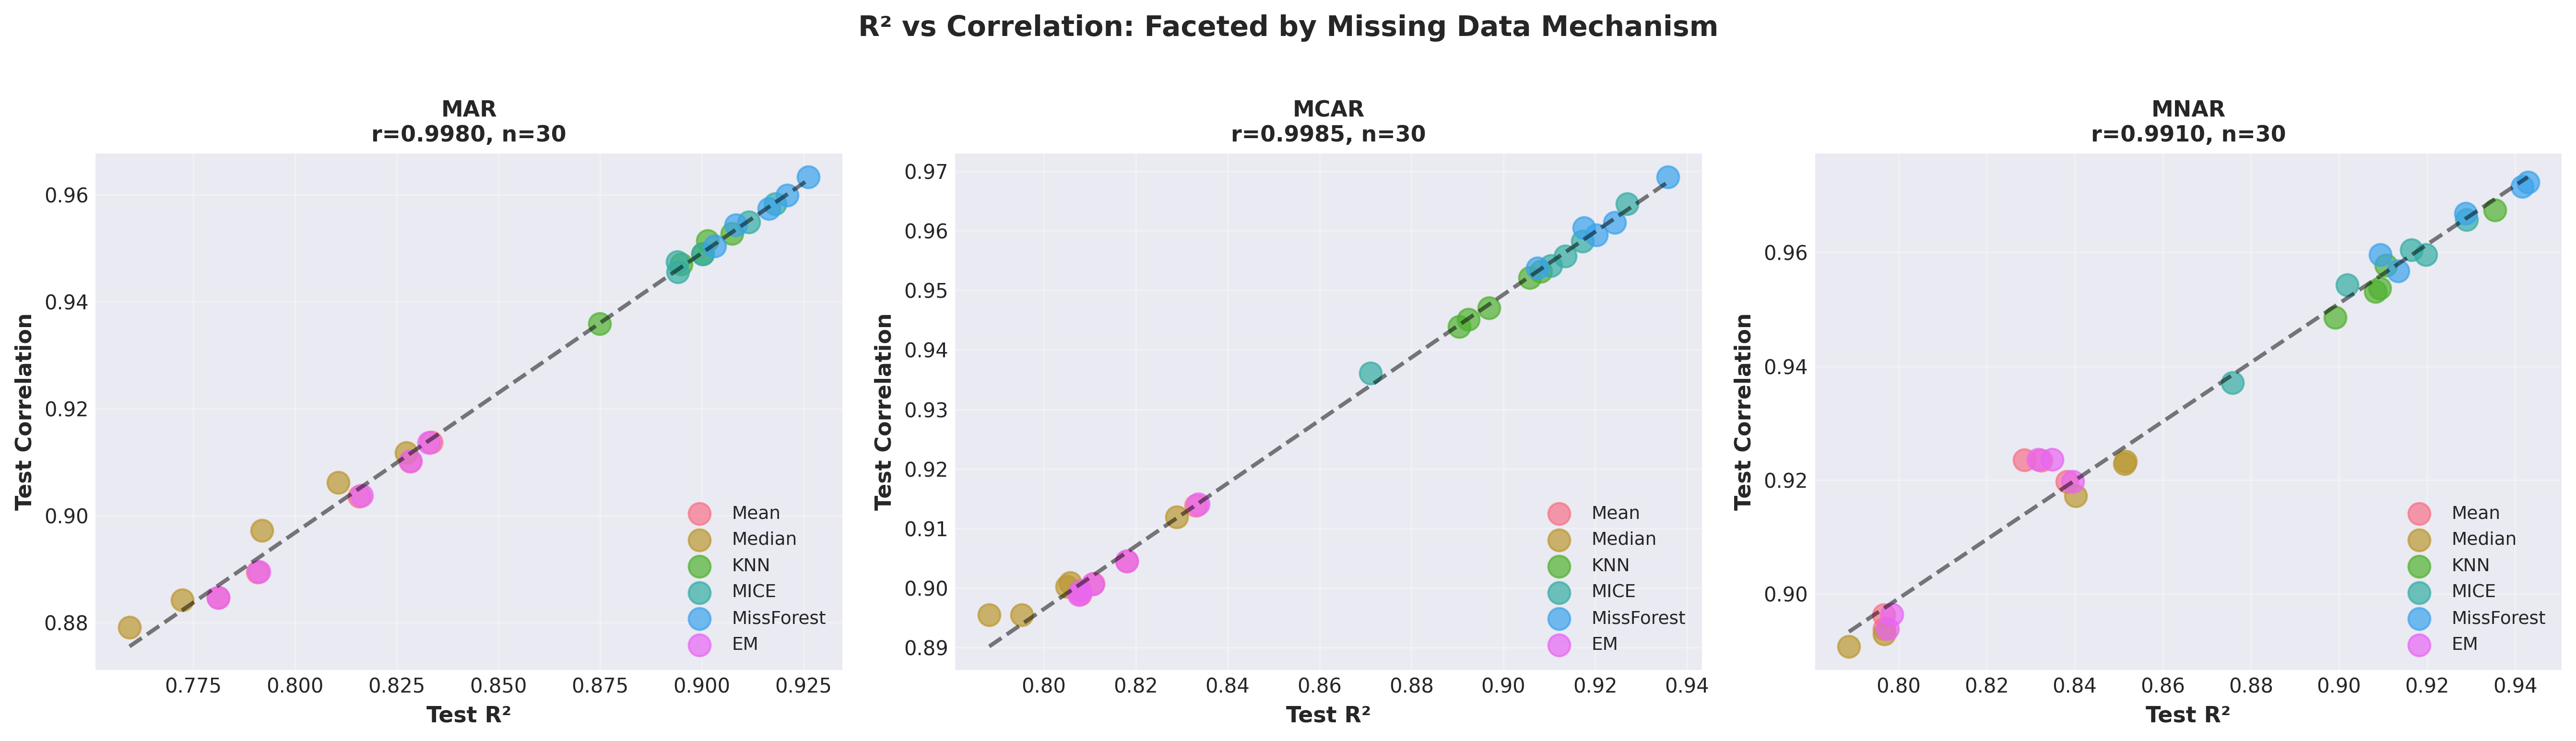 R² vs Correlation: Faceted by Missing Data Mechanism
MAR
r=0.9980, n=30
Test Correlation
0.96
0.94
0.92
0.90
0.88
0.775
0.800
0.825
0.850
0.875
0.900
0.925
Test R²
Mean
Median
KNN
MICE
MissForest
EM
MCAR
r=0.9985, n=30
Test Correlation
0.97
0.96
0.95
0.94
0.93
0.92
0.91
0.90
0.89
0.80
0.82
0.84
0.86
0.88
0.90
0.92
0.94
Test R²
Mean
Median
KNN
MICE
MissForest
EM
MNAR
r=0.9910, n=30
Test Correlation
0.96
0.94
0.92
0.90
0.80
0.82
0.84
0.86
0.88
0.90
0.92
0.94
Test R²
Mean
Median
KNN
MICE
MissForest
EM